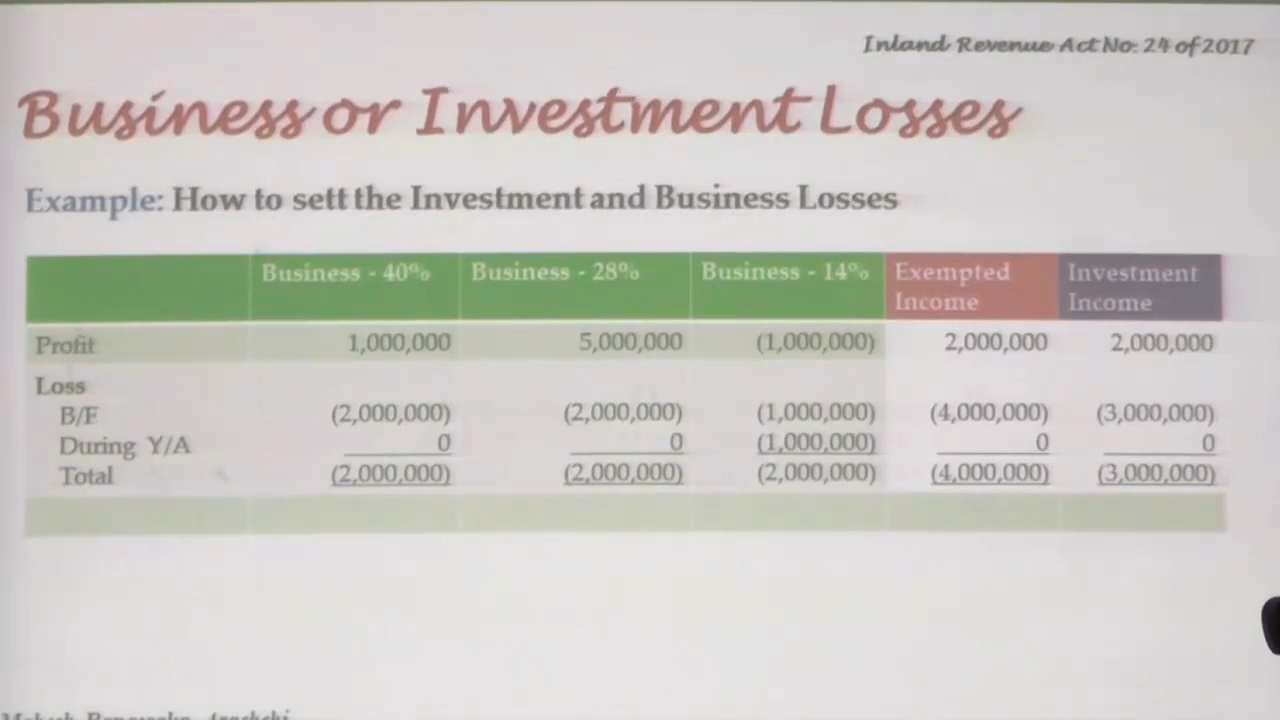 Inland Revenue Act No: 24 of 2017
Business or Investment Losses
Example: How to sett the Investment and Business Losses
Business - 40% Business - 28% Business - 14% Exempted Income Investment Income
Profit 1,000,000 5,000,000 (1,000,000) 2,000,000 2,000,000
Loss
B/F (2,000,000) (2,000,000) (1,000,000) (4,000,000) (3,000,000)
During Y/A 0 0 (1,000,000) 0 0
Total (2,000,000) (2,000,000) (2,000,000) (4,000,000) (3,000,000)